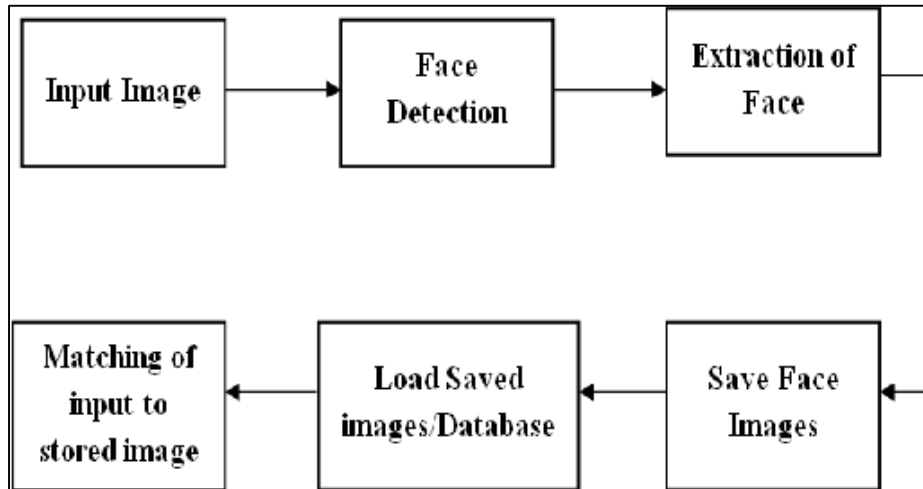 Input Image
Face
Detection
Extraction of
Face
Matching of
input to
stored image
Load Saved
images/Database
Save Face
Images